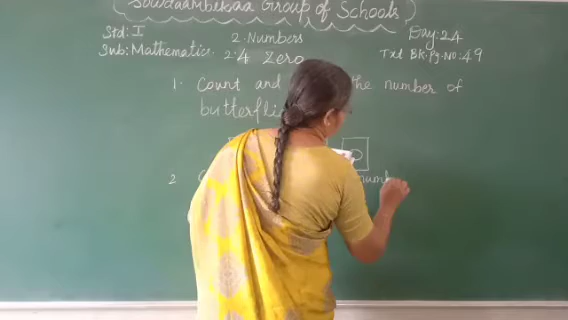 Sowdaambikaa Group of Schools
Std: I 2. Numbers Day: 24
Sub: Mathematics. 2.4 Zero Txt BK. Pg. NO: 49
1. Count and the number of
butterfli
2. numb